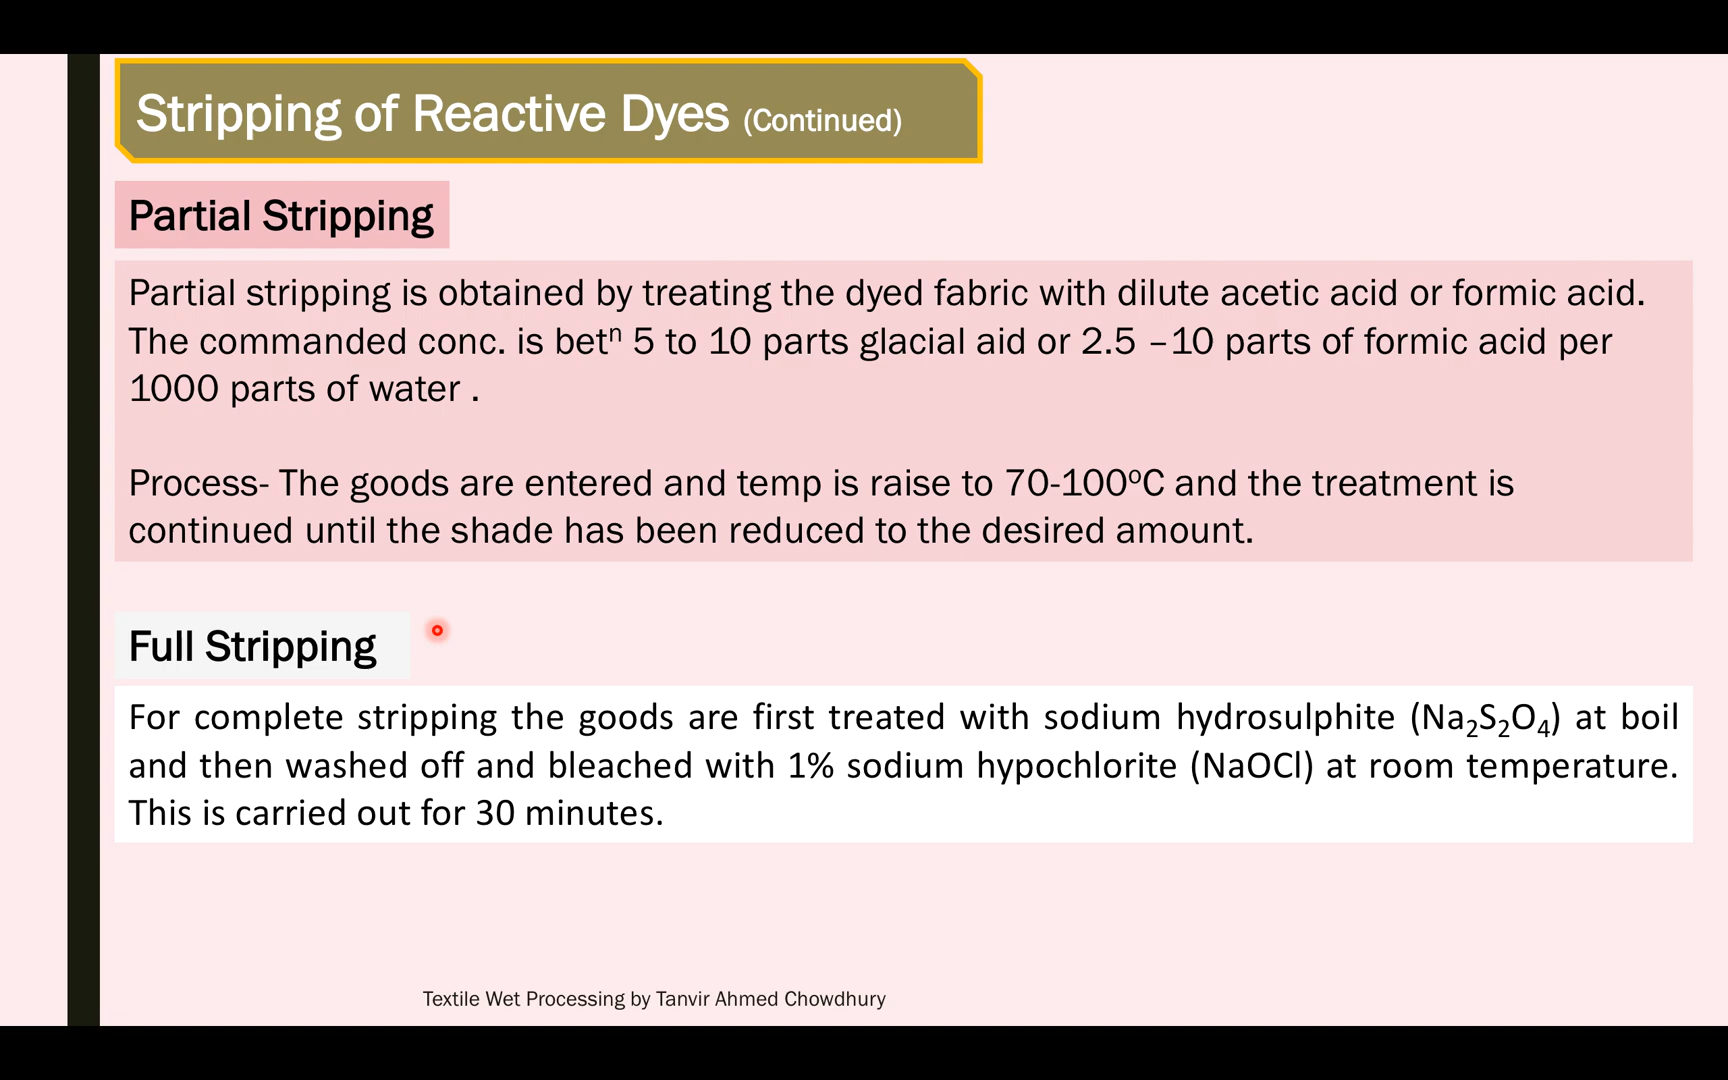 Stripping of Reactive Dyes (Continued)
Partial Stripping
Partial stripping is obtained by treating the dyed fabric with dilute acetic acid or formic acid.
The commanded conc. is betⁿ 5 to 10 parts glacial aid or 2.5 –10 parts of formic acid per
1000 parts of water .
Process- The goods are entered and temp is raise to 70-100ºC and the treatment is
continued until the shade has been reduced to the desired amount.
Full Stripping
For complete stripping the goods are first treated with sodium hydrosulphite (Na₂S₂O₄) at boil
and then washed off and bleached with 1% sodium hypochlorite (NaOCl) at room temperature.
This is carried out for 30 minutes.
Textile Wet Processing by Tanvir Ahmed Chowdhury